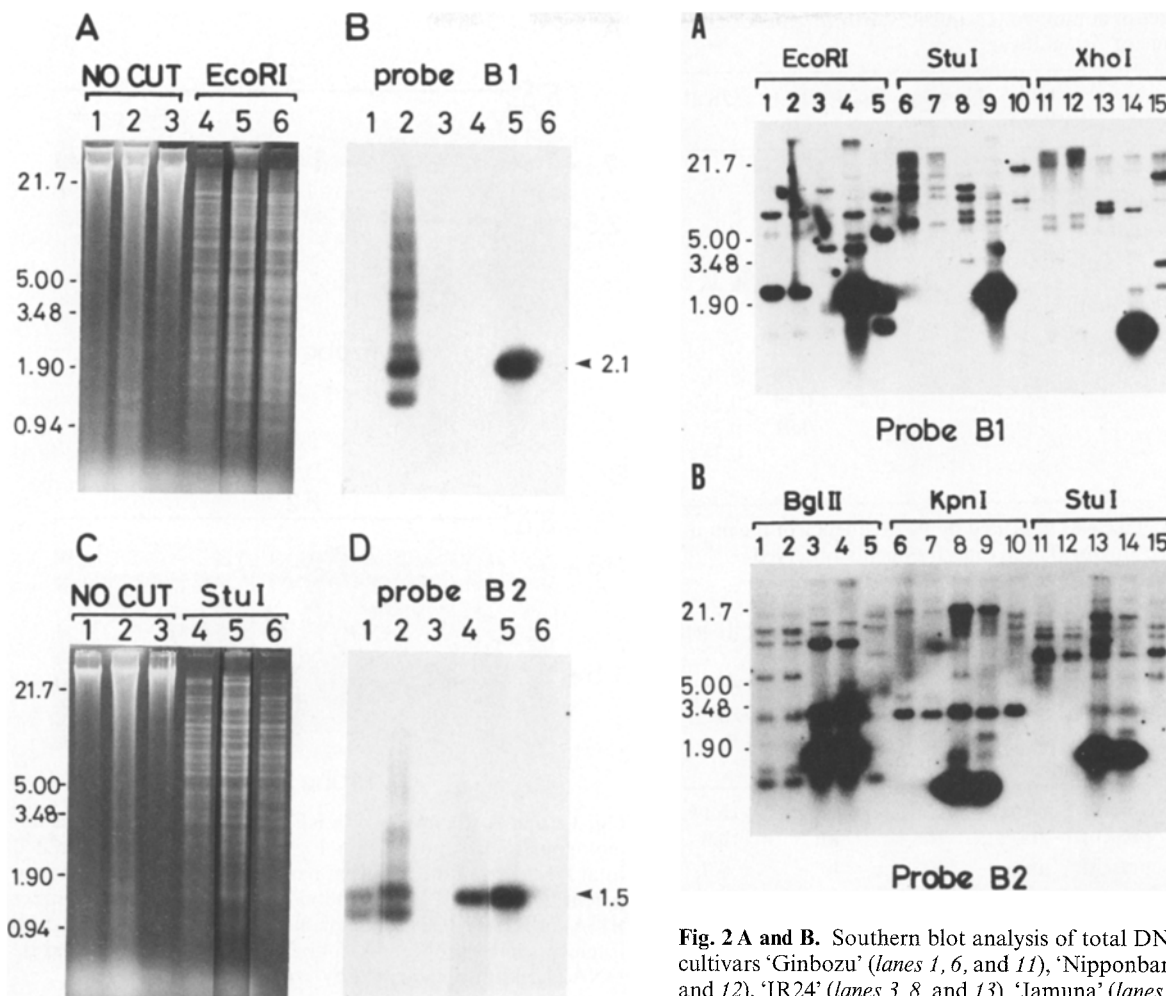 A
NO CUT EcoRI
1 2 3 4 5 6
21.7 -
5.00 -
3.48 -
1.90 -
0.94 -
B
probe B1
1 2 3 4 5 6
◄ 2.1
C
NO CUT StuI
1 2 3 4 5 6
21.7 -
5.00 -
3.48 -
1.90 -
0.94 -
D
probe B2
1 2 3 4 5 6
◄ 1.5
A
EcoRI StuI XhoI
1 2 3 4 5 6 7 8 9 10 11 12 13 14 15
21.7 -
5.00 -
3.48 -
1.90 -
Probe B1
B
BglII KpnI StuI
1 2 3 4 5 6 7 8 9 10 11 12 13 14 15
21.7 -
5.00 -
3.48 -
1.90 -
Probe B2
Fig. 2 A and B. Southern blot analysis of total DN
cultivars ‘Ginbozu’ (lanes 1, 6, and 11), ‘Nipponbar
and 12), ‘IR24’ (lanes 3, 8, and 13), ‘Jamuna’ (lanes